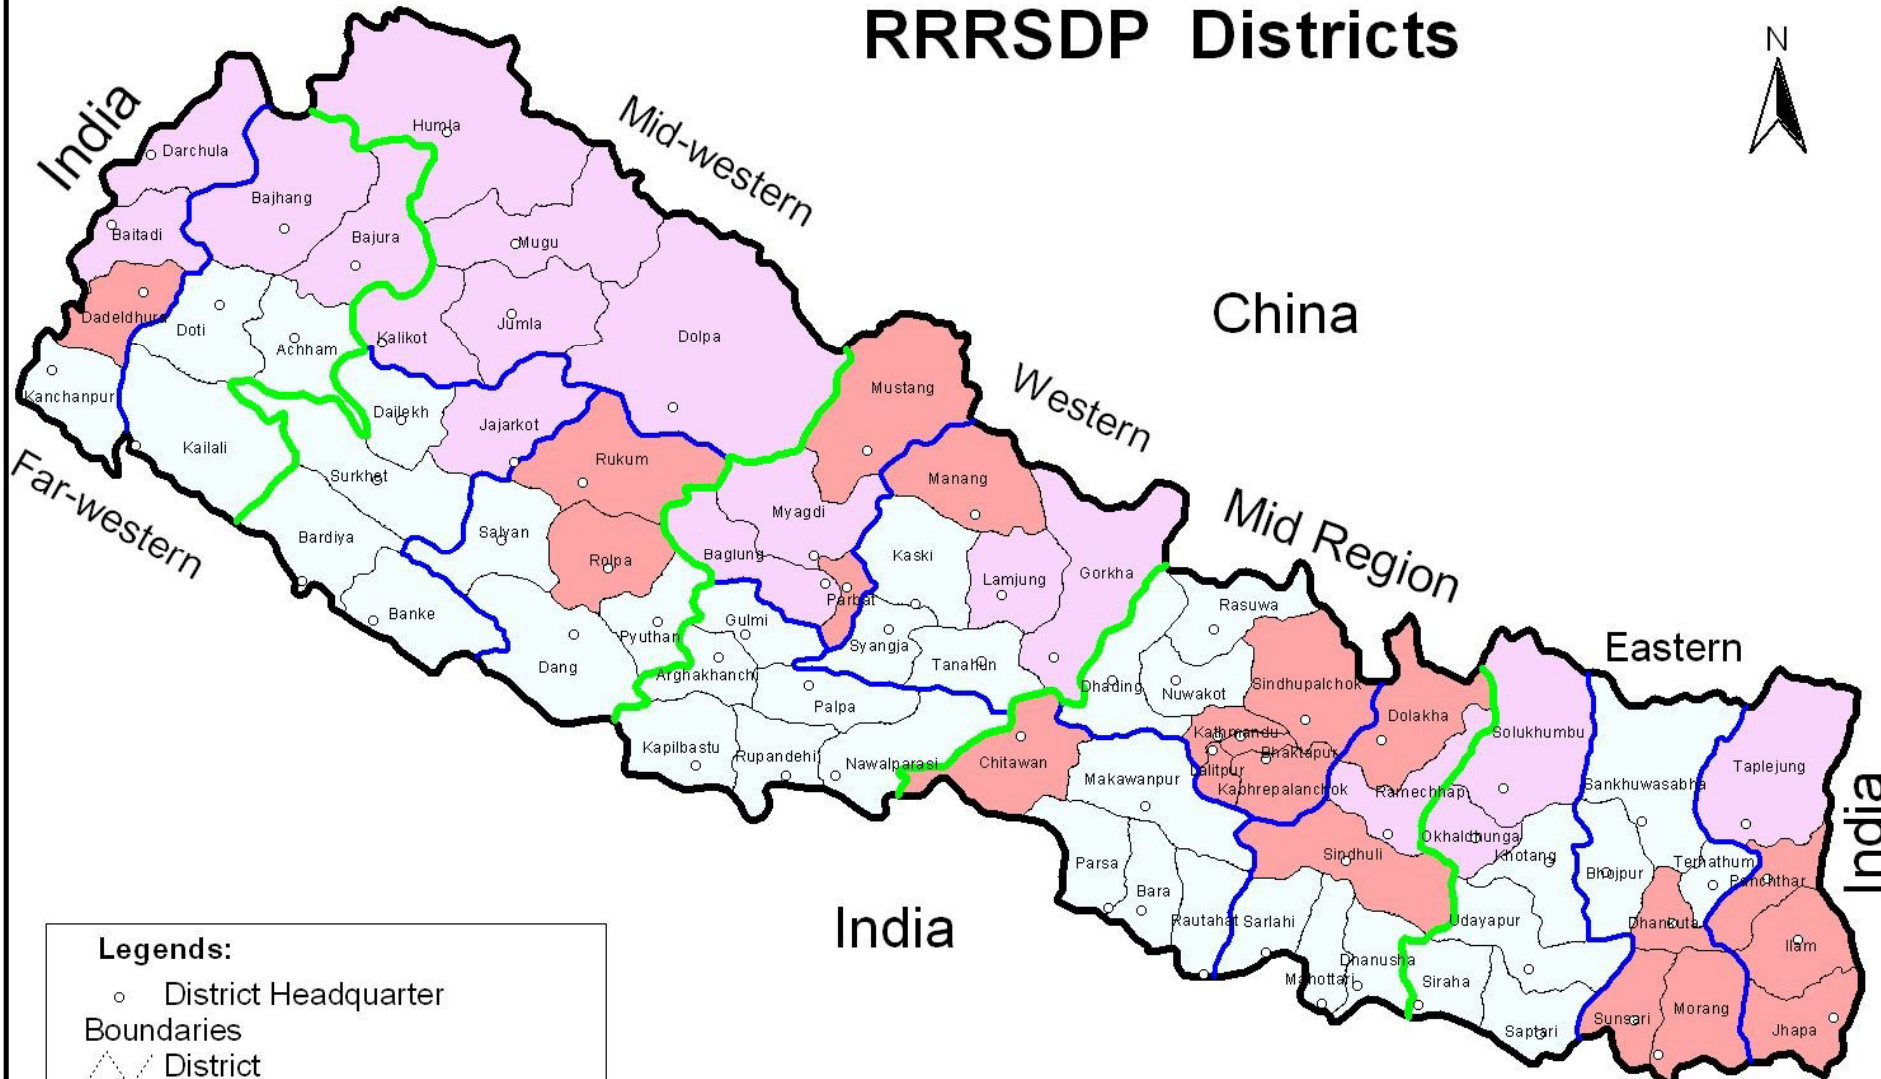 RRRSDP Districts
N
India
Mid-western
China
Western
Far-western
Mid Region
Eastern
India
India
Humla
Darchula
Bajhang
Baitadi
Bajura
Mugu
Dadeldhura
Doti
Achham
Kalikot
Jumla
Dolpa
Kanchanpur
Dailekh
Jajarkot
Mustang
Kailali
Surkhet
Rukum
Manang
Myagdi
Bardiya
Salyan
Rolpa
Baglung
Kaski
Lamjung
Gorkha
Banke
Parbat
Rasuwa
Dang
Pyuthan
Gulmi
Syangja
Tanahun
Arghakhanchi
Dhading
Nuwakot
Sindhupalchok
Palpa
Dolakha
Kapilbastu
Rupandehi
Nawalparasi
Chitawan
Kathmandu
Bhaktapur
Lalitpur
Solukhumbu
Makawanpur
Kabhrepalanchok
Ramechhap
Sankhuwasabha
Taplejung
Okhaldhunga
Khotang
Sindhuli
Parsa
Bara
Bhojpur
Terhathum
Panchthar
Rautahat
Sarlahi
Udayapur
Dhankuta
Ilam
Mahottari
Dhanusha
Siraha
Saptari
Sunsari
Morang
Jhapa
Legends:
District Headquarter
Boundaries
District